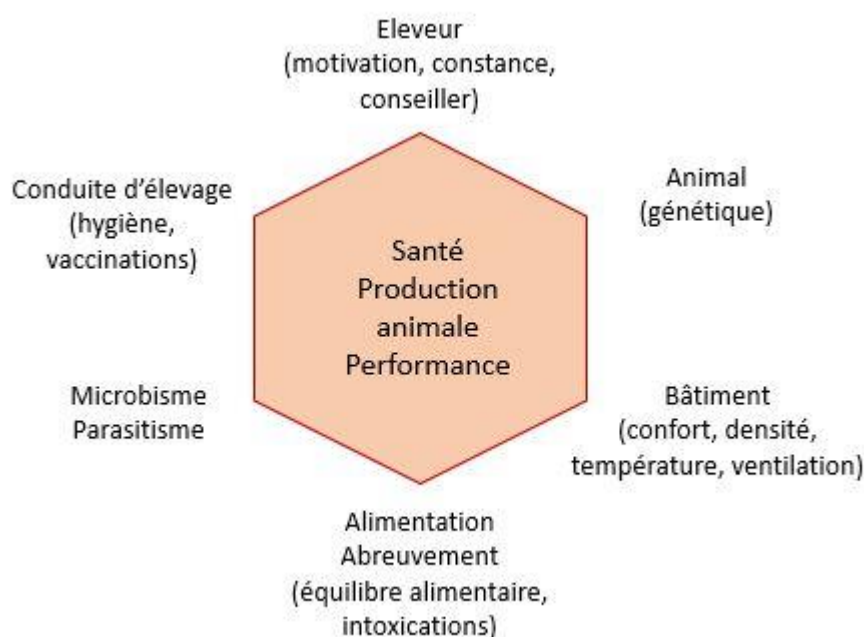 Eleveur
(motivation, constance,
conseiller)
Conduite d'élevage
(hygiène,
vaccinations)
Animal
(génétique)
Santé
Production
animale
Performance
Microbisme
Parasitisme
Bâtiment
(confort, densité,
température, ventilation)
Alimentation
Abreuvement
(équilibre alimentaire,
intoxications)